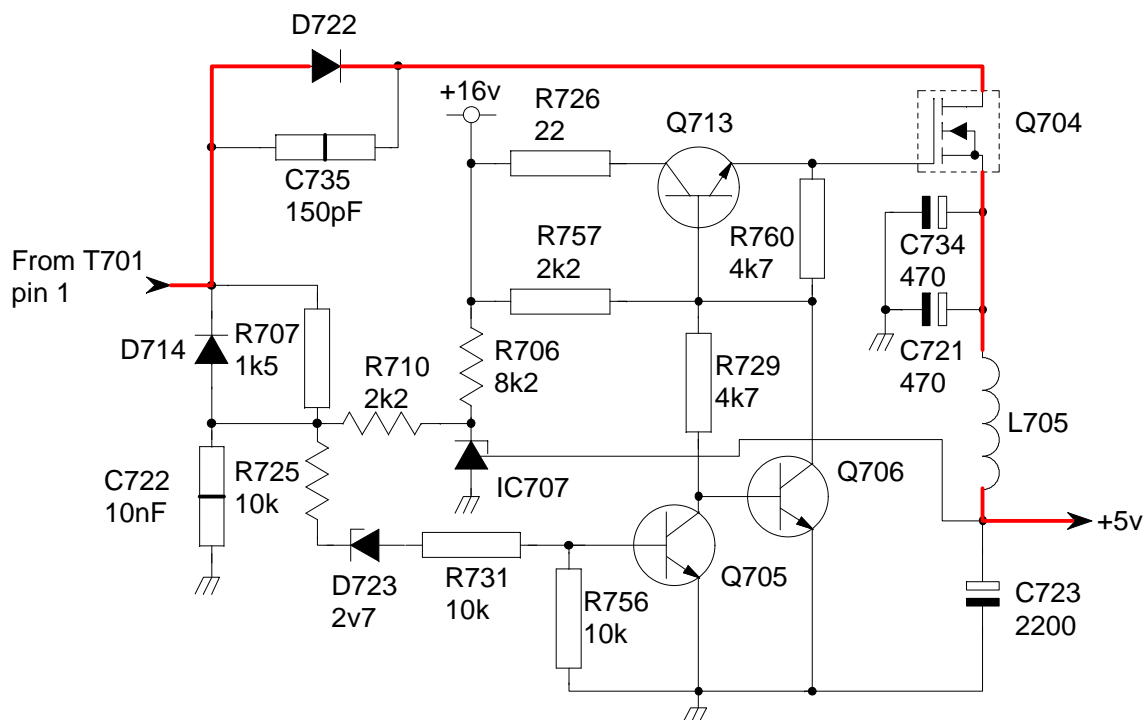 D722
+16v
R726
22
Q713
Q704
C735
150pF
R757
2k2
R760
4k7
C734
470
From T701
pin 1
C721
470
D714
R707
1k5
R710
2k2
R706
8k2
R729
4k7
L705
C722
10nF
R725
10k
IC707
Q706
+5v
D723
2v7
R731
10k
R756
10k
Q705
C723
2200